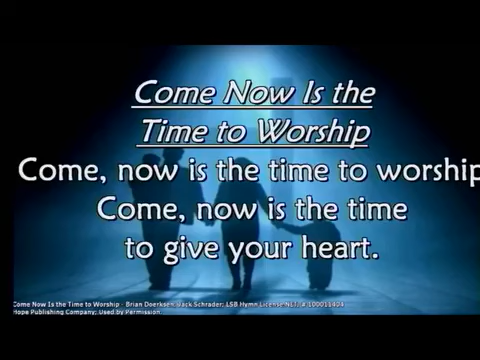 Come Now Is the
Time to Worship
Come, now is the time to worship
Come, now is the time
to give your heart.
Come Now Is the Time to Worship - Brian Doerksen; Jack Schrader; LSB Hymn License.NET, # 100011404
Hope Publishing Company; Used by Permission